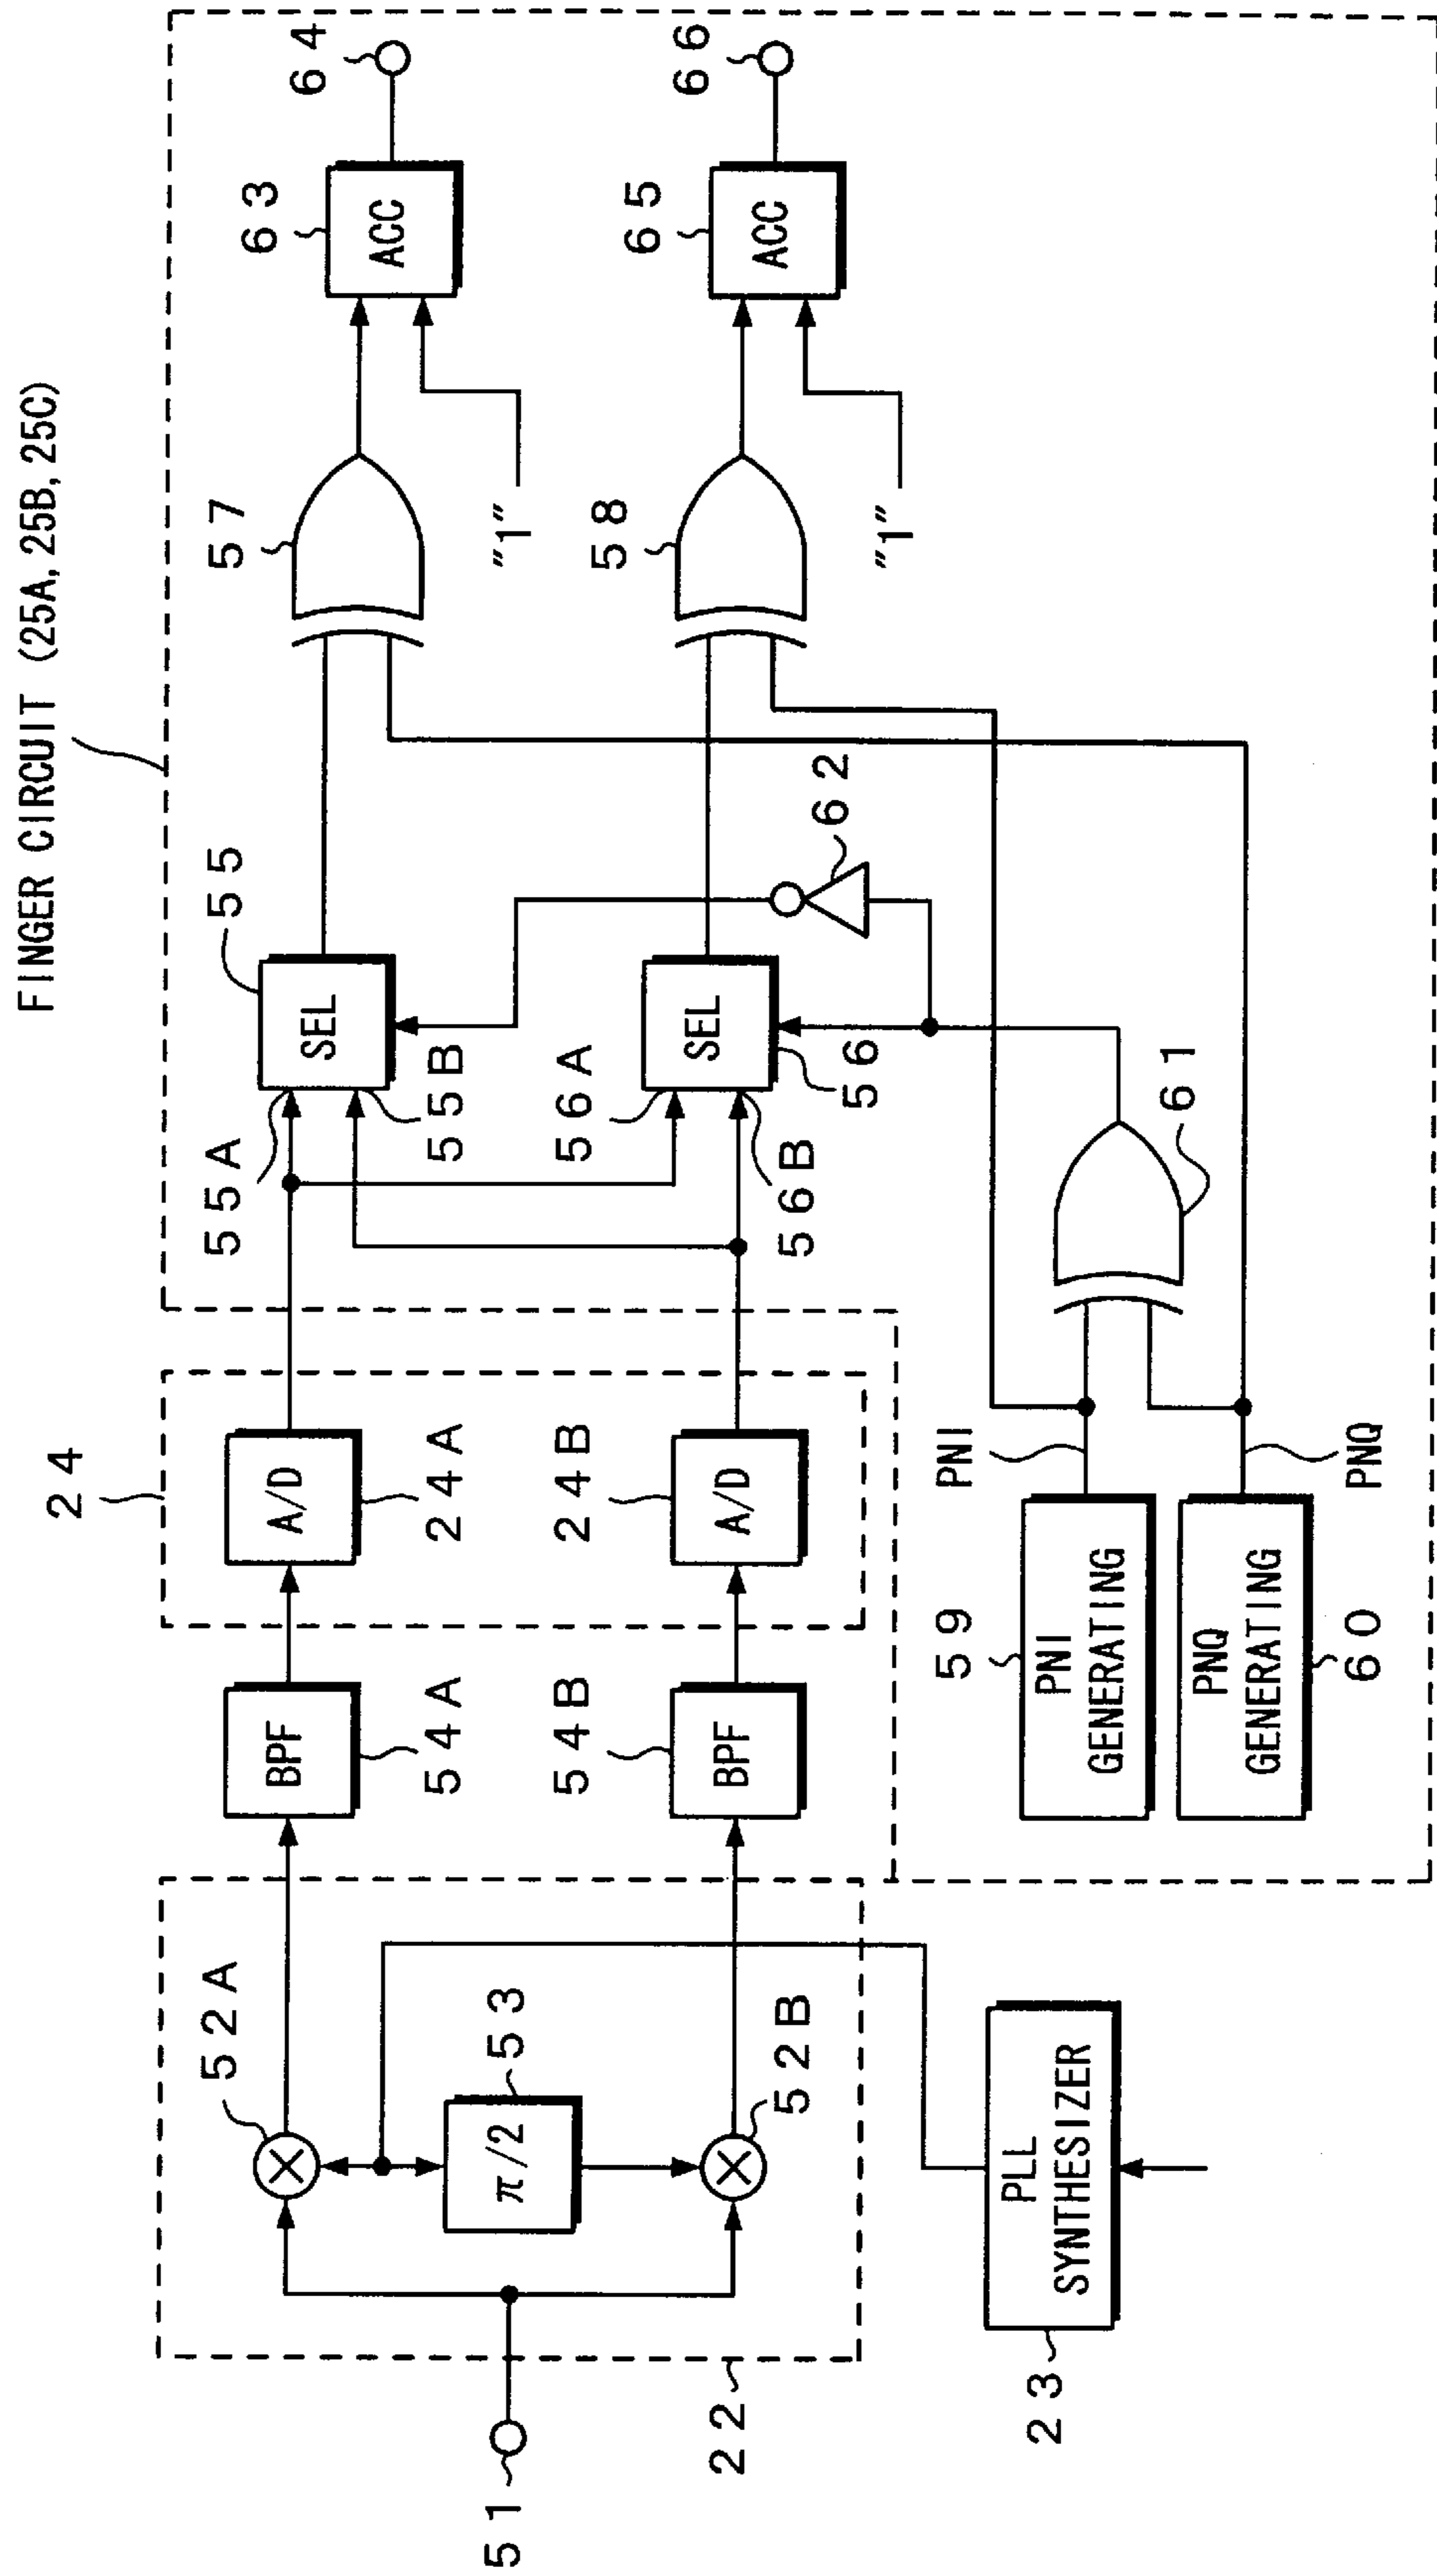 FINGER CIRCUIT (25A, 25B, 25C)
64
66
63
ACC
65
ACC
57
"1"
58
"1"
55
SEL
55A
55B
56A
SEL
56
56B
62
61
24
A/D
24A
24B
A/D
PNI
PNQ
59
PNI
GENERATING
PNQ
GENERATING
60
BPF
54A
54B
BPF
52A
π/2
53
52B
22
51
PLL
SYNTHESIZER
23